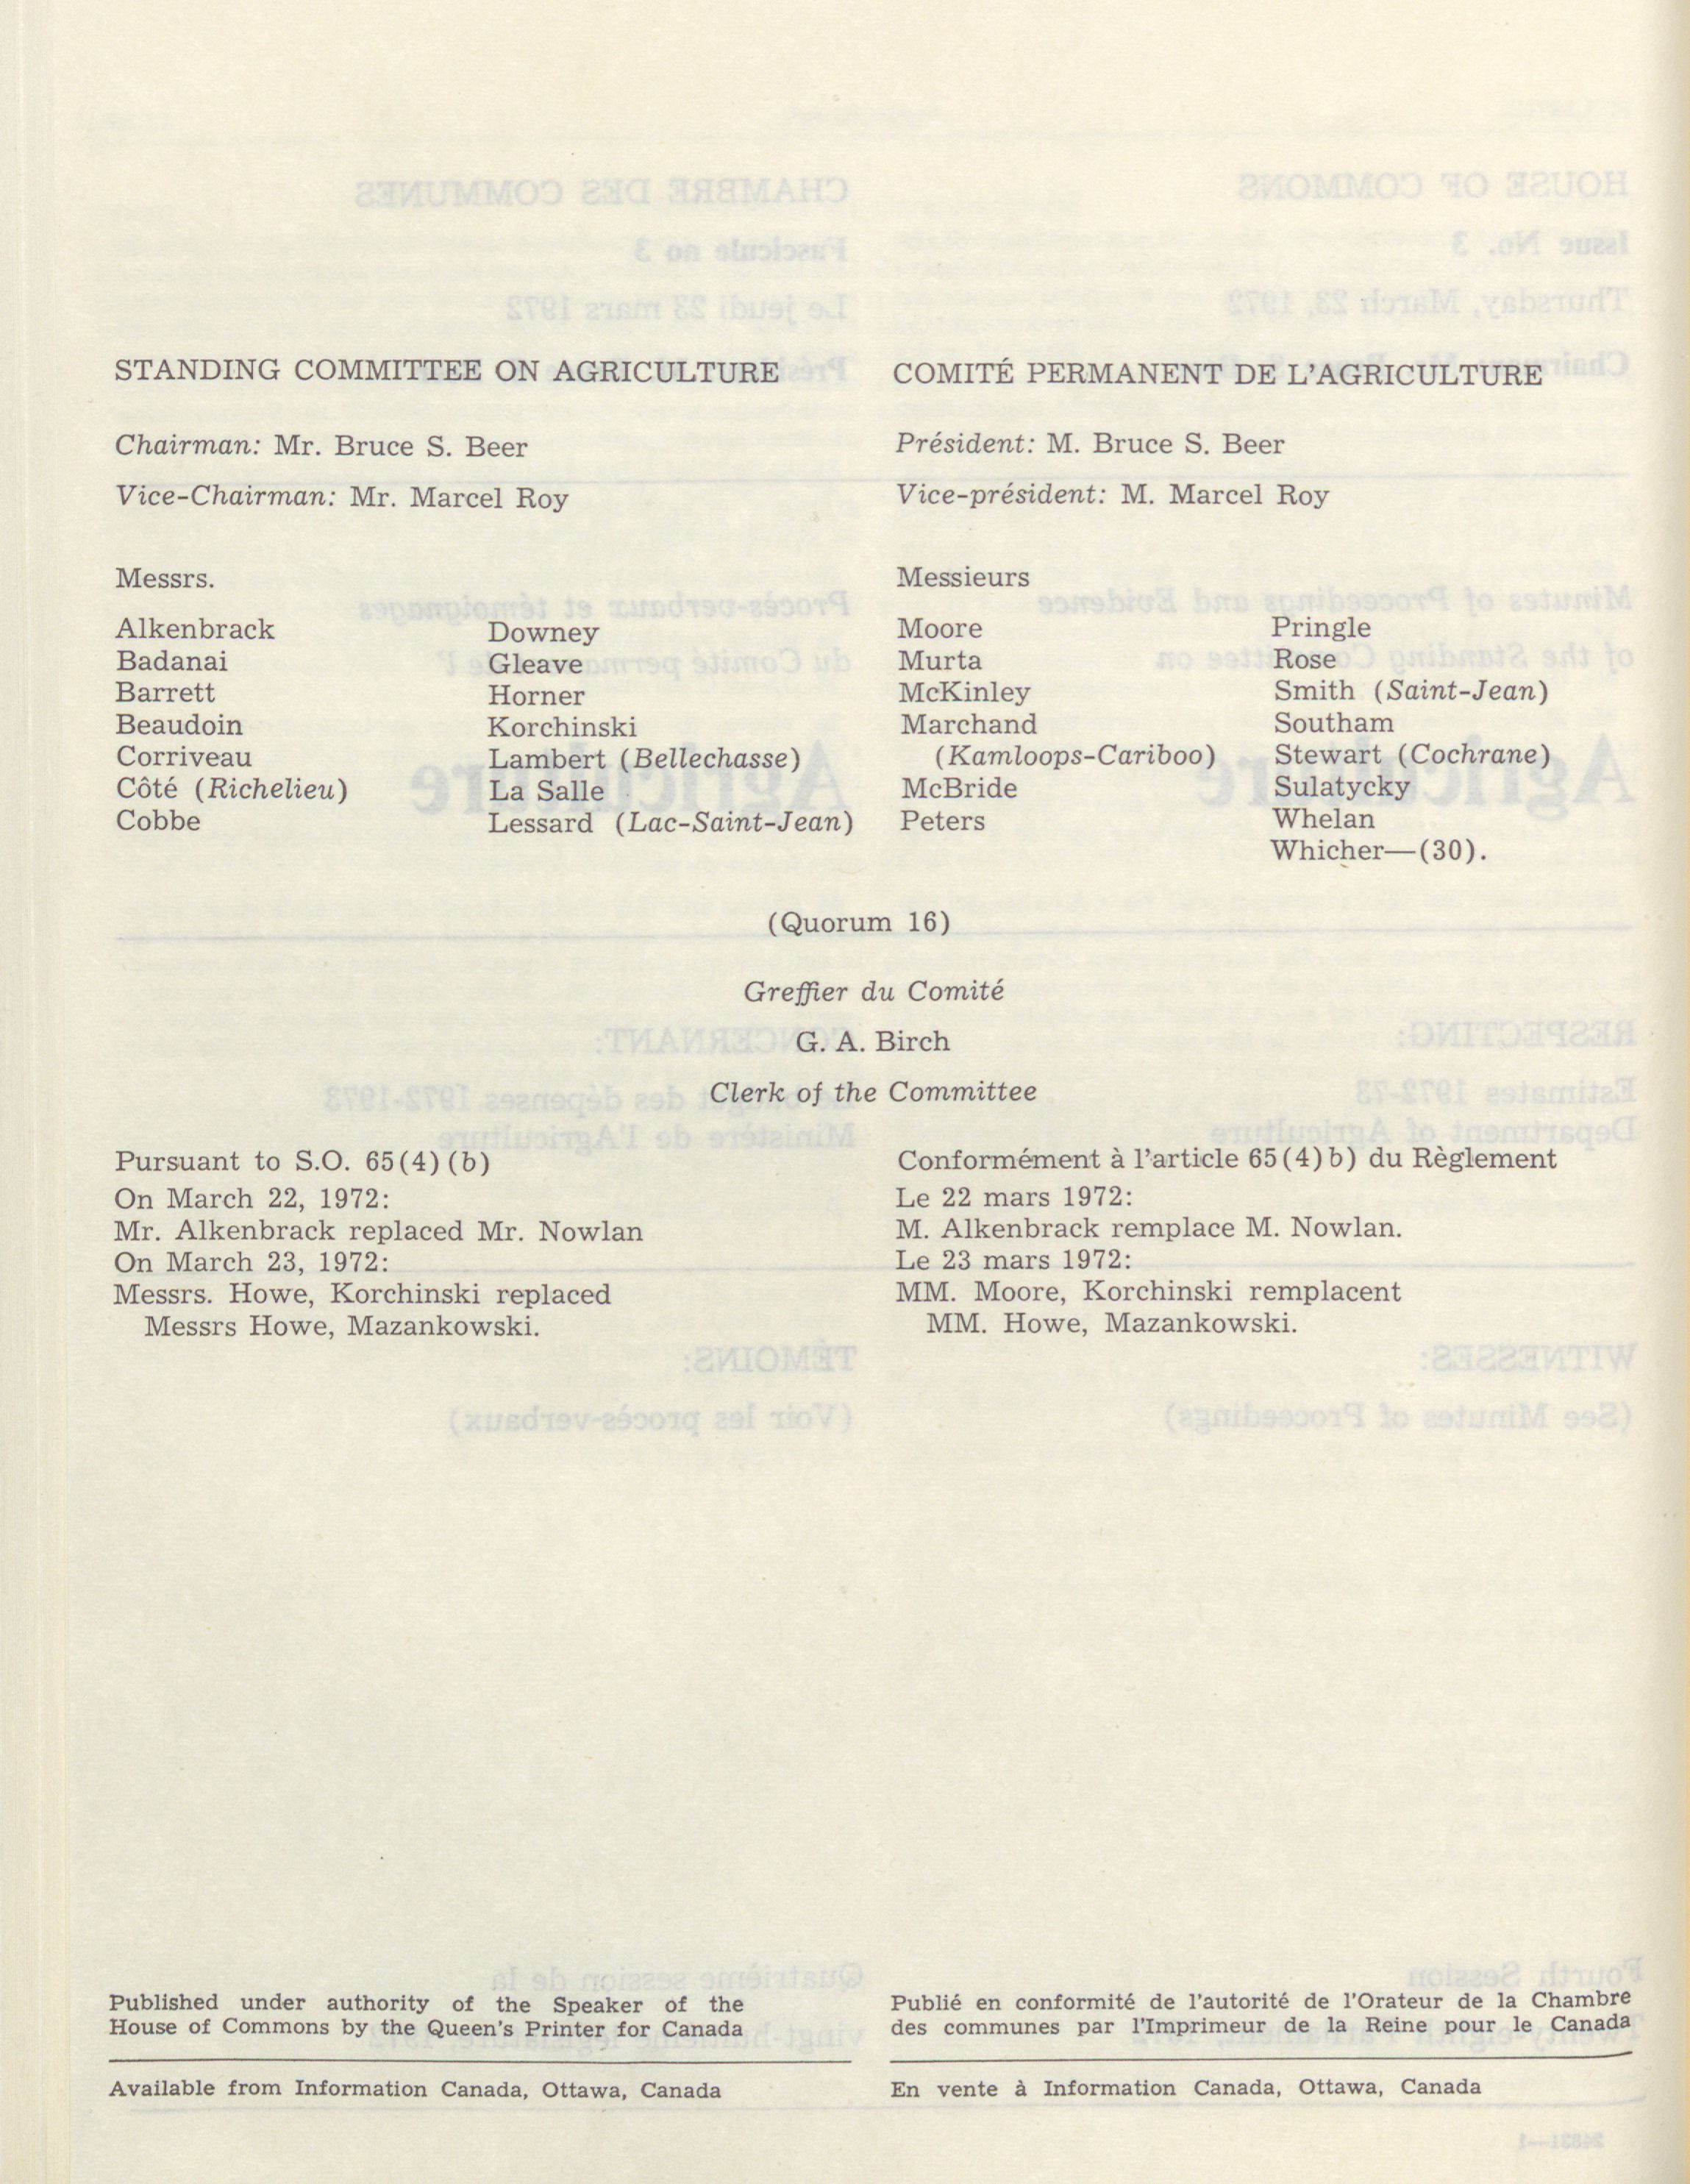 STANDING COMMITTEE ON AGRICULTURE
Chairman: Mr. Bruce S. Beer
Vice-Chairman: Mr. Marcel Roy
Messrs.
Alkenbrack
Badanai
Barrett
Beaudoin
Corriveau
Côté (Richelieu)
Cobbe
Downey
Gleave
Horner
Korchinski
Lambert (Bellechasse)
La Salle
Lessard (Lac-Saint-Jean)
COMITÉ PERMANENT DE L'AGRICULTURE
Président: M. Bruce S. Beer
Vice-président: M. Marcel Roy
Messieurs
Moore
Murta
McKinley
Marchand
(Kamloops-Cariboo)
McBride
Peters
Pringle
Rose
Smith (Saint-Jean)
Southam
Stewart (Cochrane)
Sulatycky
Whelan
Whicher—(30).
(Quorum 16)
Greffier du Comité
G. A. Birch
Clerk of the Committee
Pursuant to S.O. 65(4)(b)
On March 22, 1972:
Mr. Alkenbrack replaced Mr. Nowlan
On March 23, 1972:
Messrs. Howe, Korchinski replaced
Messrs Howe, Mazankowski.
Conformément à l'article 65(4)b) du Règlement
Le 22 mars 1972:
M. Alkenbrack remplace M. Nowlan.
Le 23 mars 1972:
MM. Moore, Korchinski remplacent
MM. Howe, Mazankowski.
Published under authority of the Speaker of the
House of Commons by the Queen's Printer for Canada
Available from Information Canada, Ottawa, Canada
Publié en conformité de l'autorité de l'Orateur de la Chambre
des communes par l'Imprimeur de la Reine pour le Canada
En vente à Information Canada, Ottawa, Canada